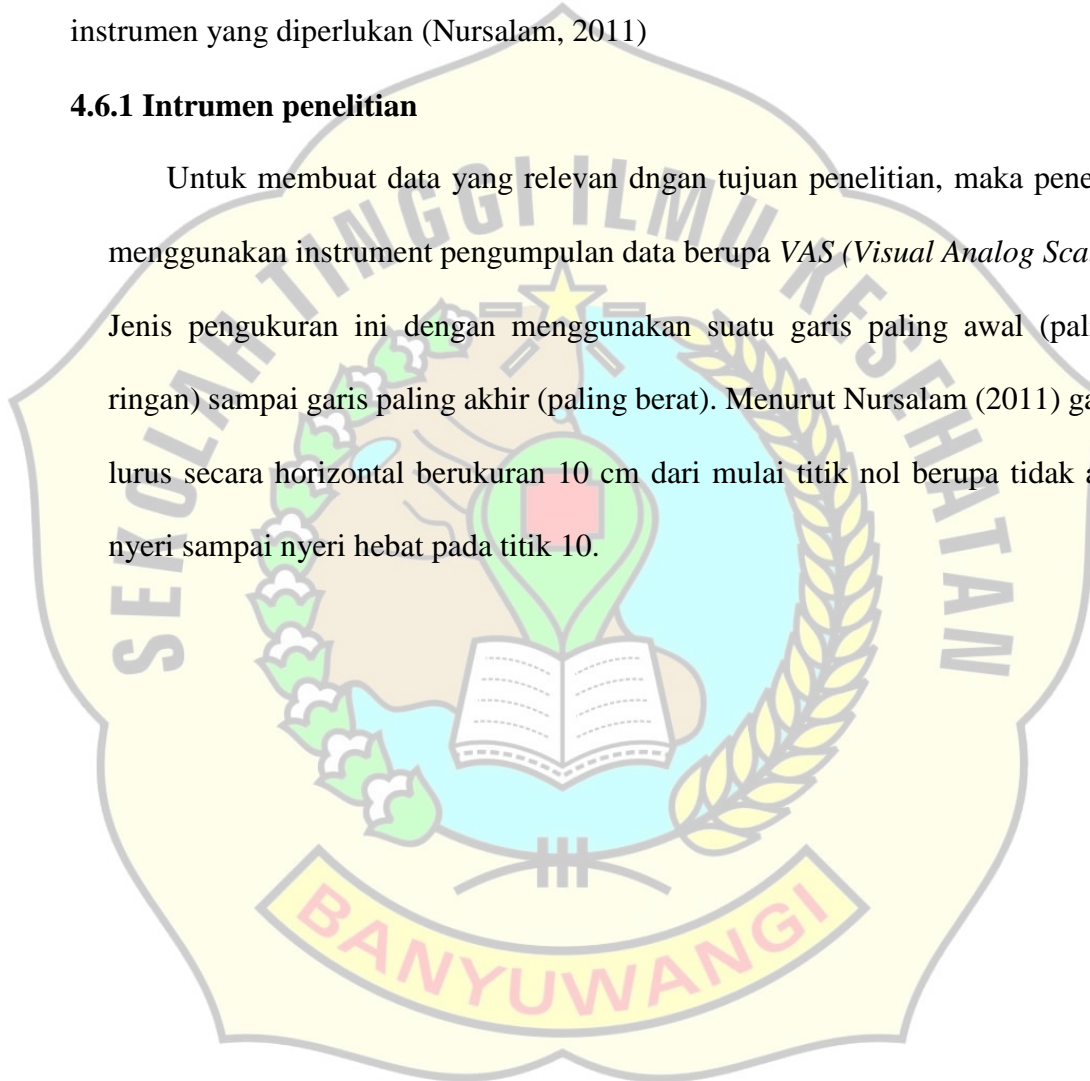 instrumen yang diperlukan (Nursalam, 2011)
4.6.1 Intrumen penelitian
Untuk membuat data yang relevan dngan tujuan penelitian, maka pene
menggunakan instrument pengumpulan data berupa VAS (Visual Analog Sca
Jenis pengukuran ini dengan menggunakan suatu garis paling awal (pal
ringan) sampai garis paling akhir (paling berat). Menurut Nursalam (2011) ga
lurus secara horizontal berukuran 10 cm dari mulai titik nol berupa tidak a
nyeri sampai nyeri hebat pada titik 10.
SEKOLAH TINGGI ILMU KESEHATAN
BANYUWANGI